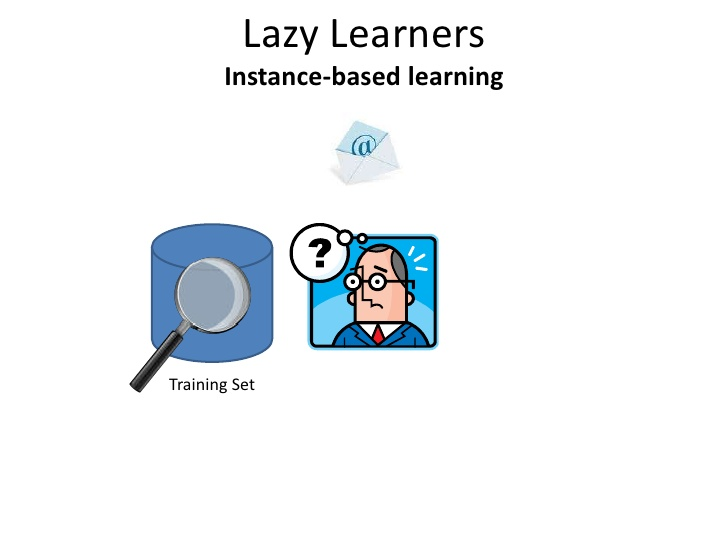 Lazy Learners
Instance-based learning
@
?
Training Set